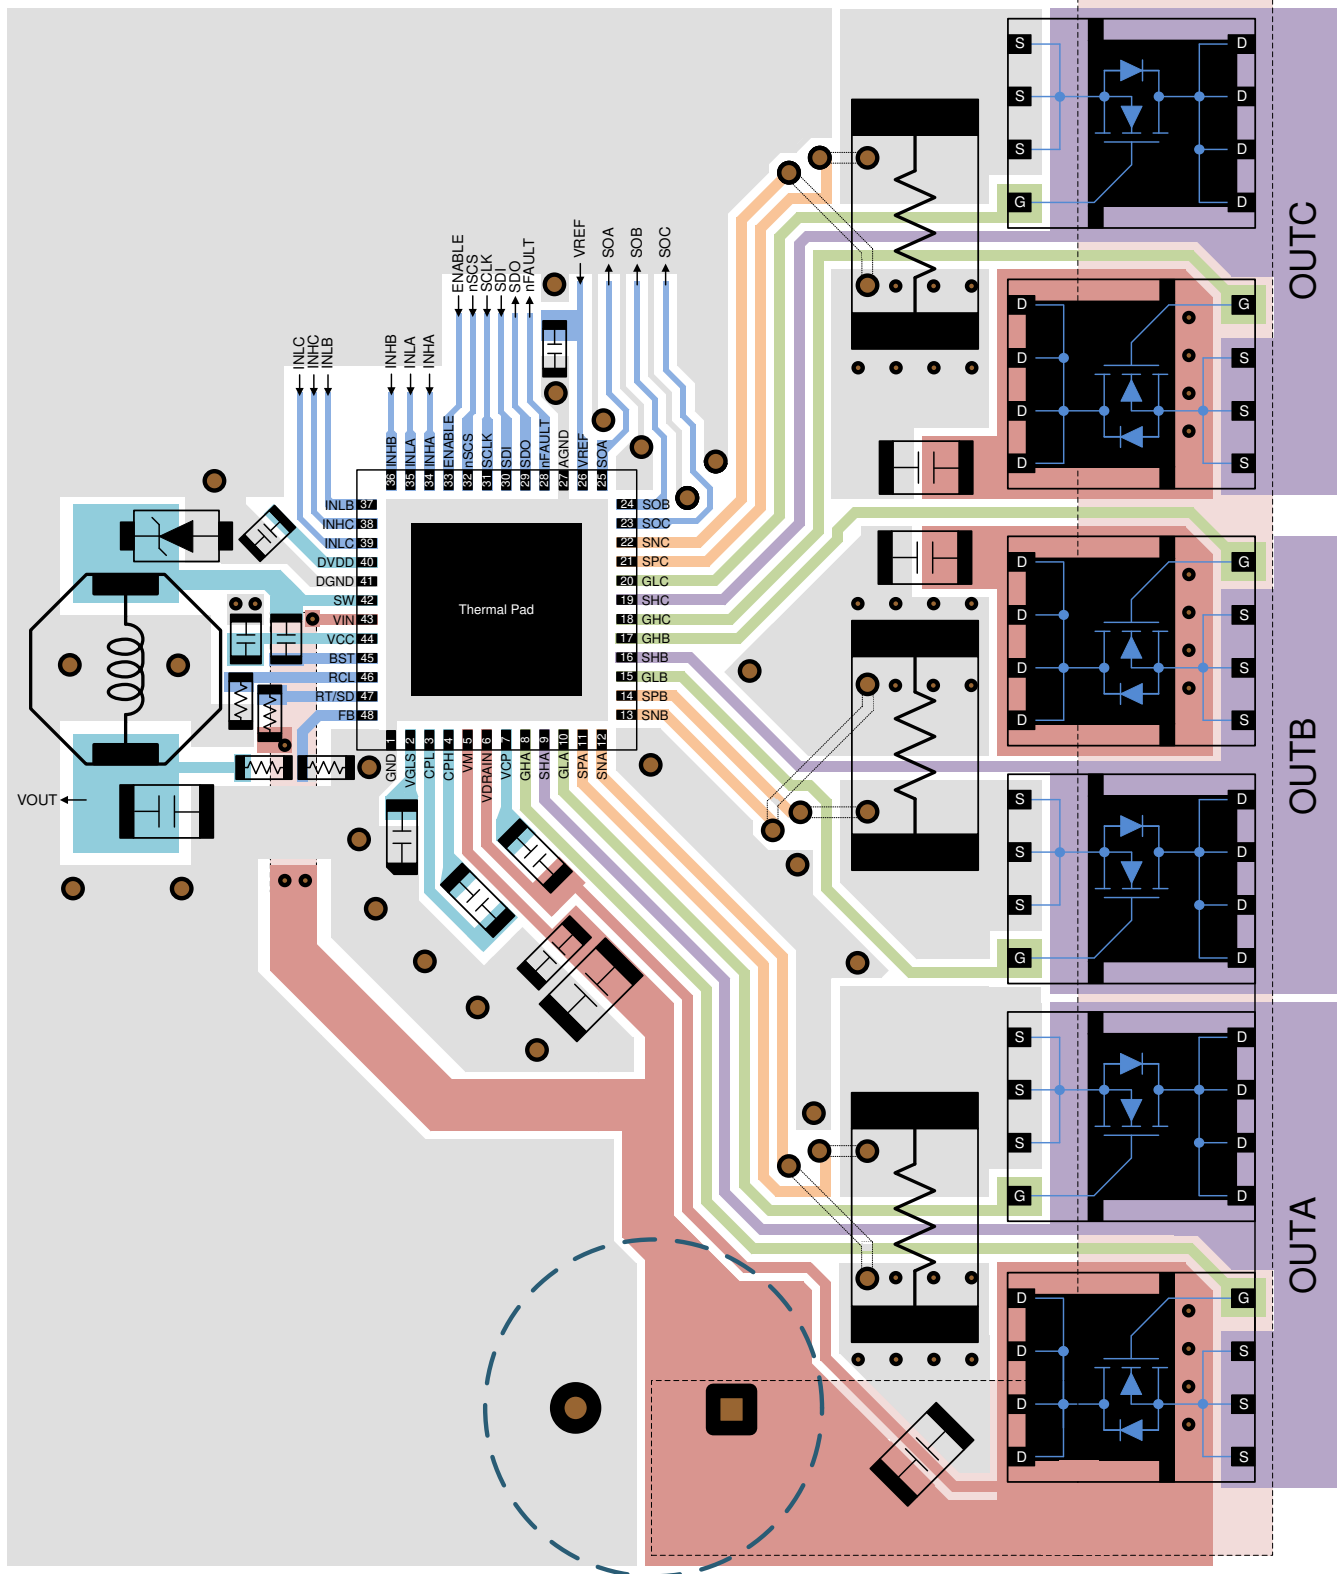 S
D
S
D
S
D
G
D
OUTC
D
G
D
S
D
S
D
S
ENABLE
nSCS
SCLK
SDI
SDO
nFAULT
VREF
SOA
SOB
SOC
INLC
INHC
INLB
INHB
INLA
INHA
INHB
INLA
INHA
ENABLE
nSCS
SCLK
SDI
SDO
nFAULT
AGND
VREF
SOA
36
35
34
33
32
31
30
29
28
27
26
25
INLB 37
INHC 38
INLC 39
DVDD 40
DGND 41
SW 42
VIN 43
VCC 44
BST 45
RCL 46
RT/SD 47
FB 48
Thermal Pad
24 SOB
23 SOC
22 SNC
21 SPC
20 GLC
19 SHC
18 GHC
17 GHB
16 SHB
15 GLB
14 SPB
13 SNB
1
2
3
4
5
6
7
8
9
10
11
12
GND
VGLS
CPL
CPH
VM
VDRAIN
VCP
GHA
SHA
GLA
SPA
SNA
VOUT
D
G
D
S
D
S
D
S
OUTB
S
D
S
D
S
D
G
D
S
D
S
D
S
D
G
D
OUTA
D
G
D
S
D
S
D
S